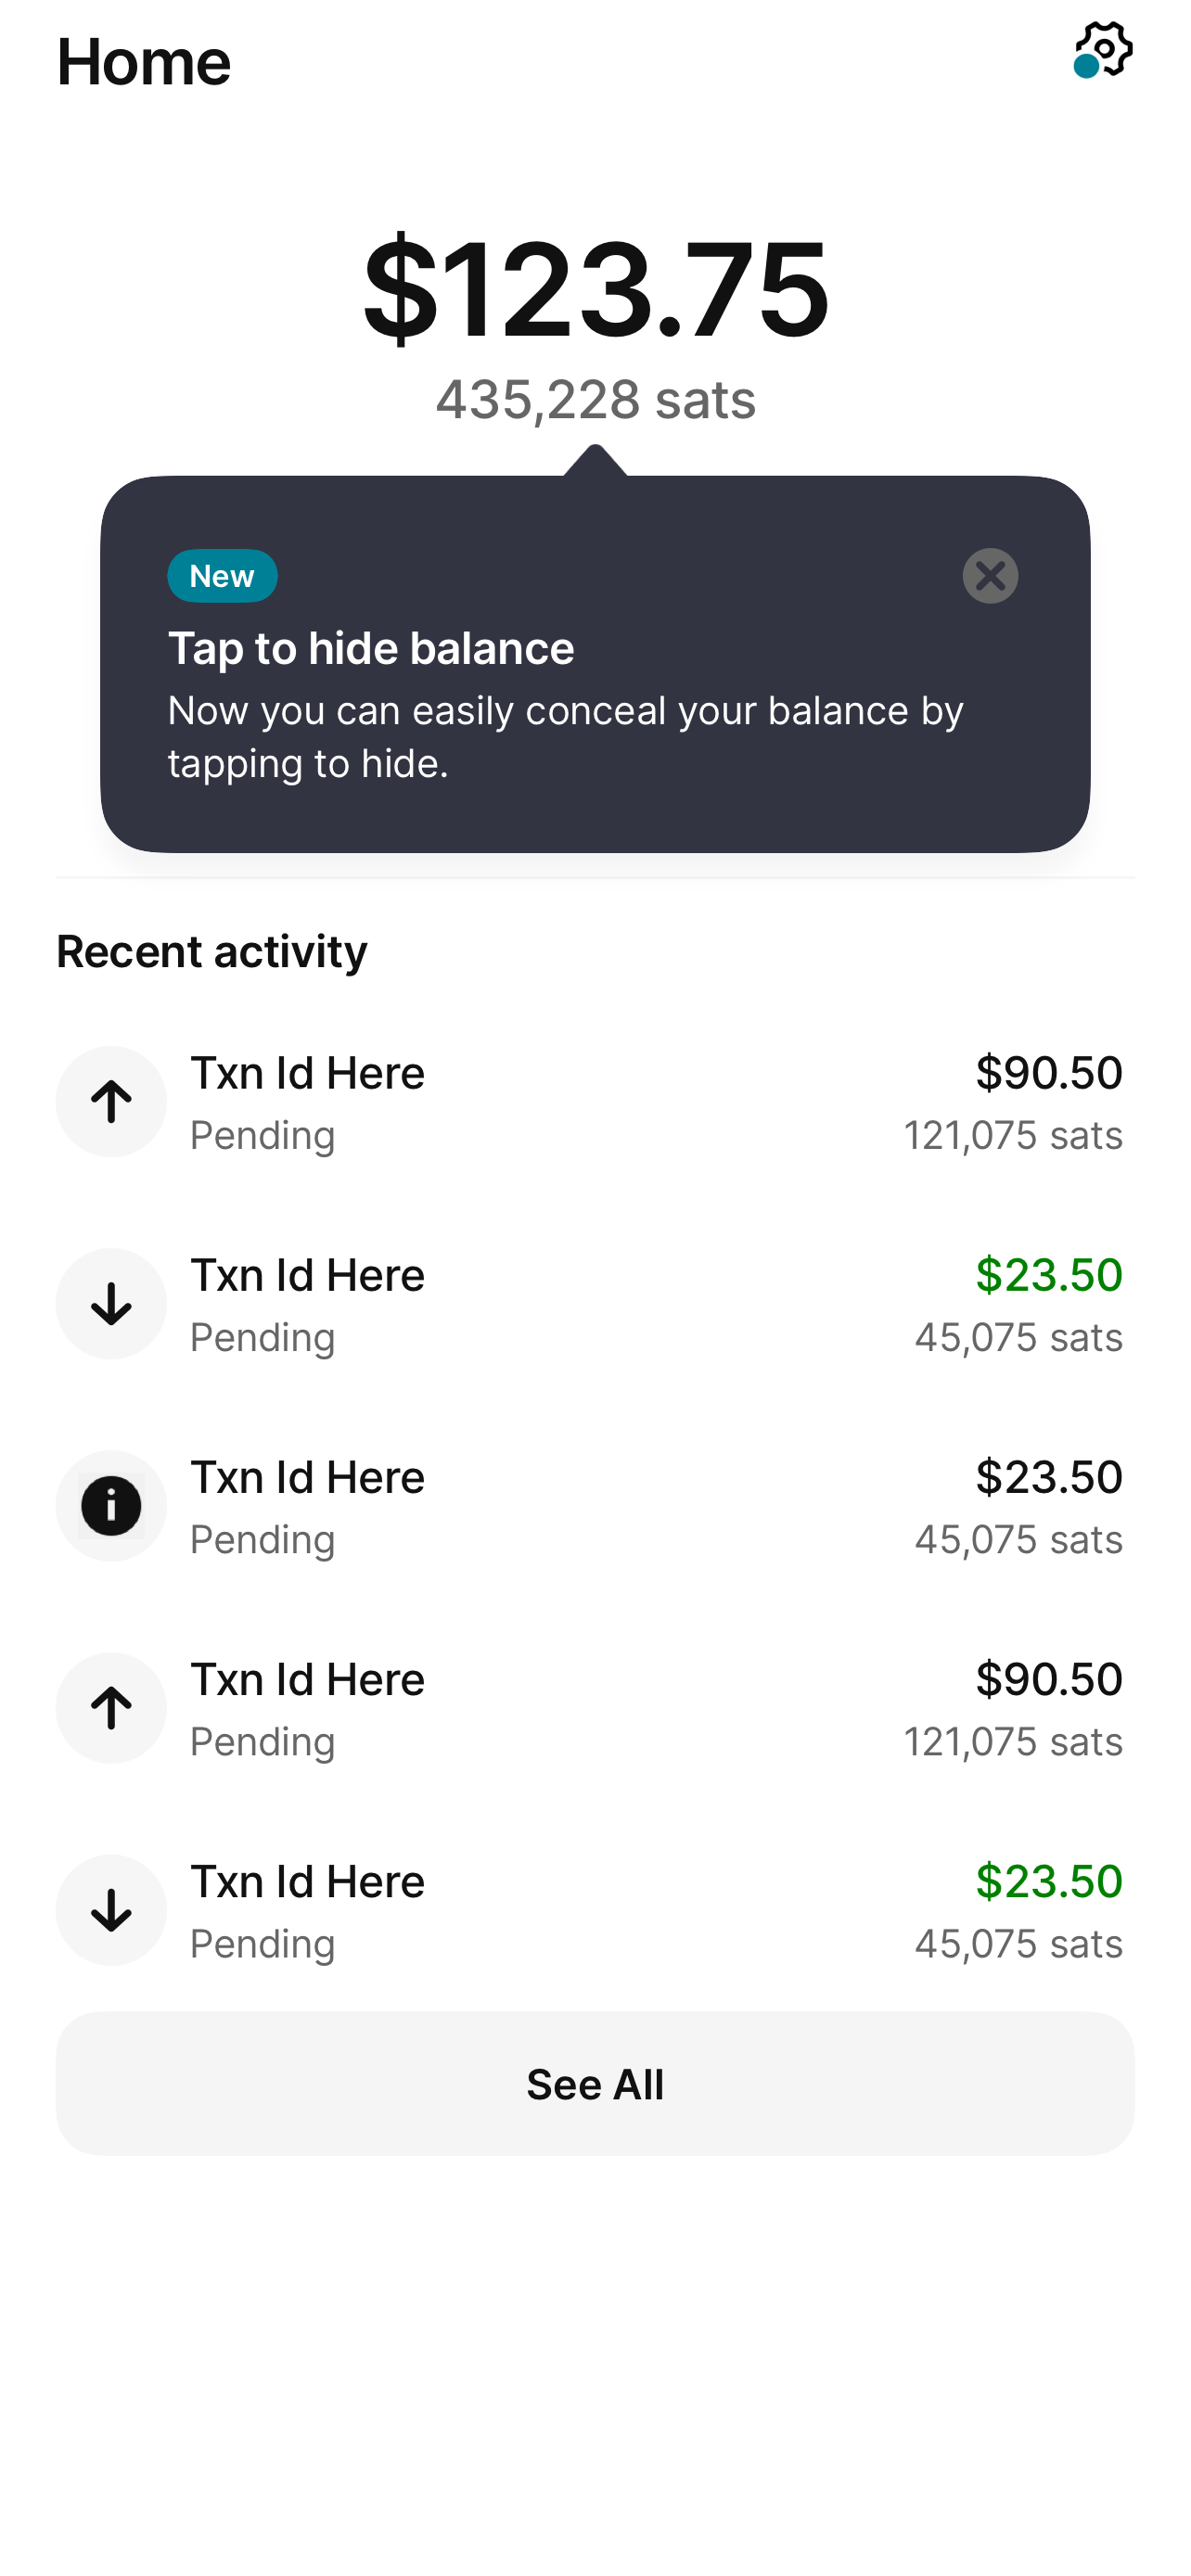 Home
$123.75
435,228 sats
New
Tap to hide balance
Now you can easily conceal your balance by
tapping to hide.
Recent activity
Txn Id Here
$90.50
Pending
121,075 sats
Txn Id Here
$23.50
Pending
45,075 sats
Txn Id Here
$23.50
Pending
45,075 sats
Txn Id Here
$90.50
Pending
121,075 sats
Txn Id Here
$23.50
Pending
45,075 sats
See All